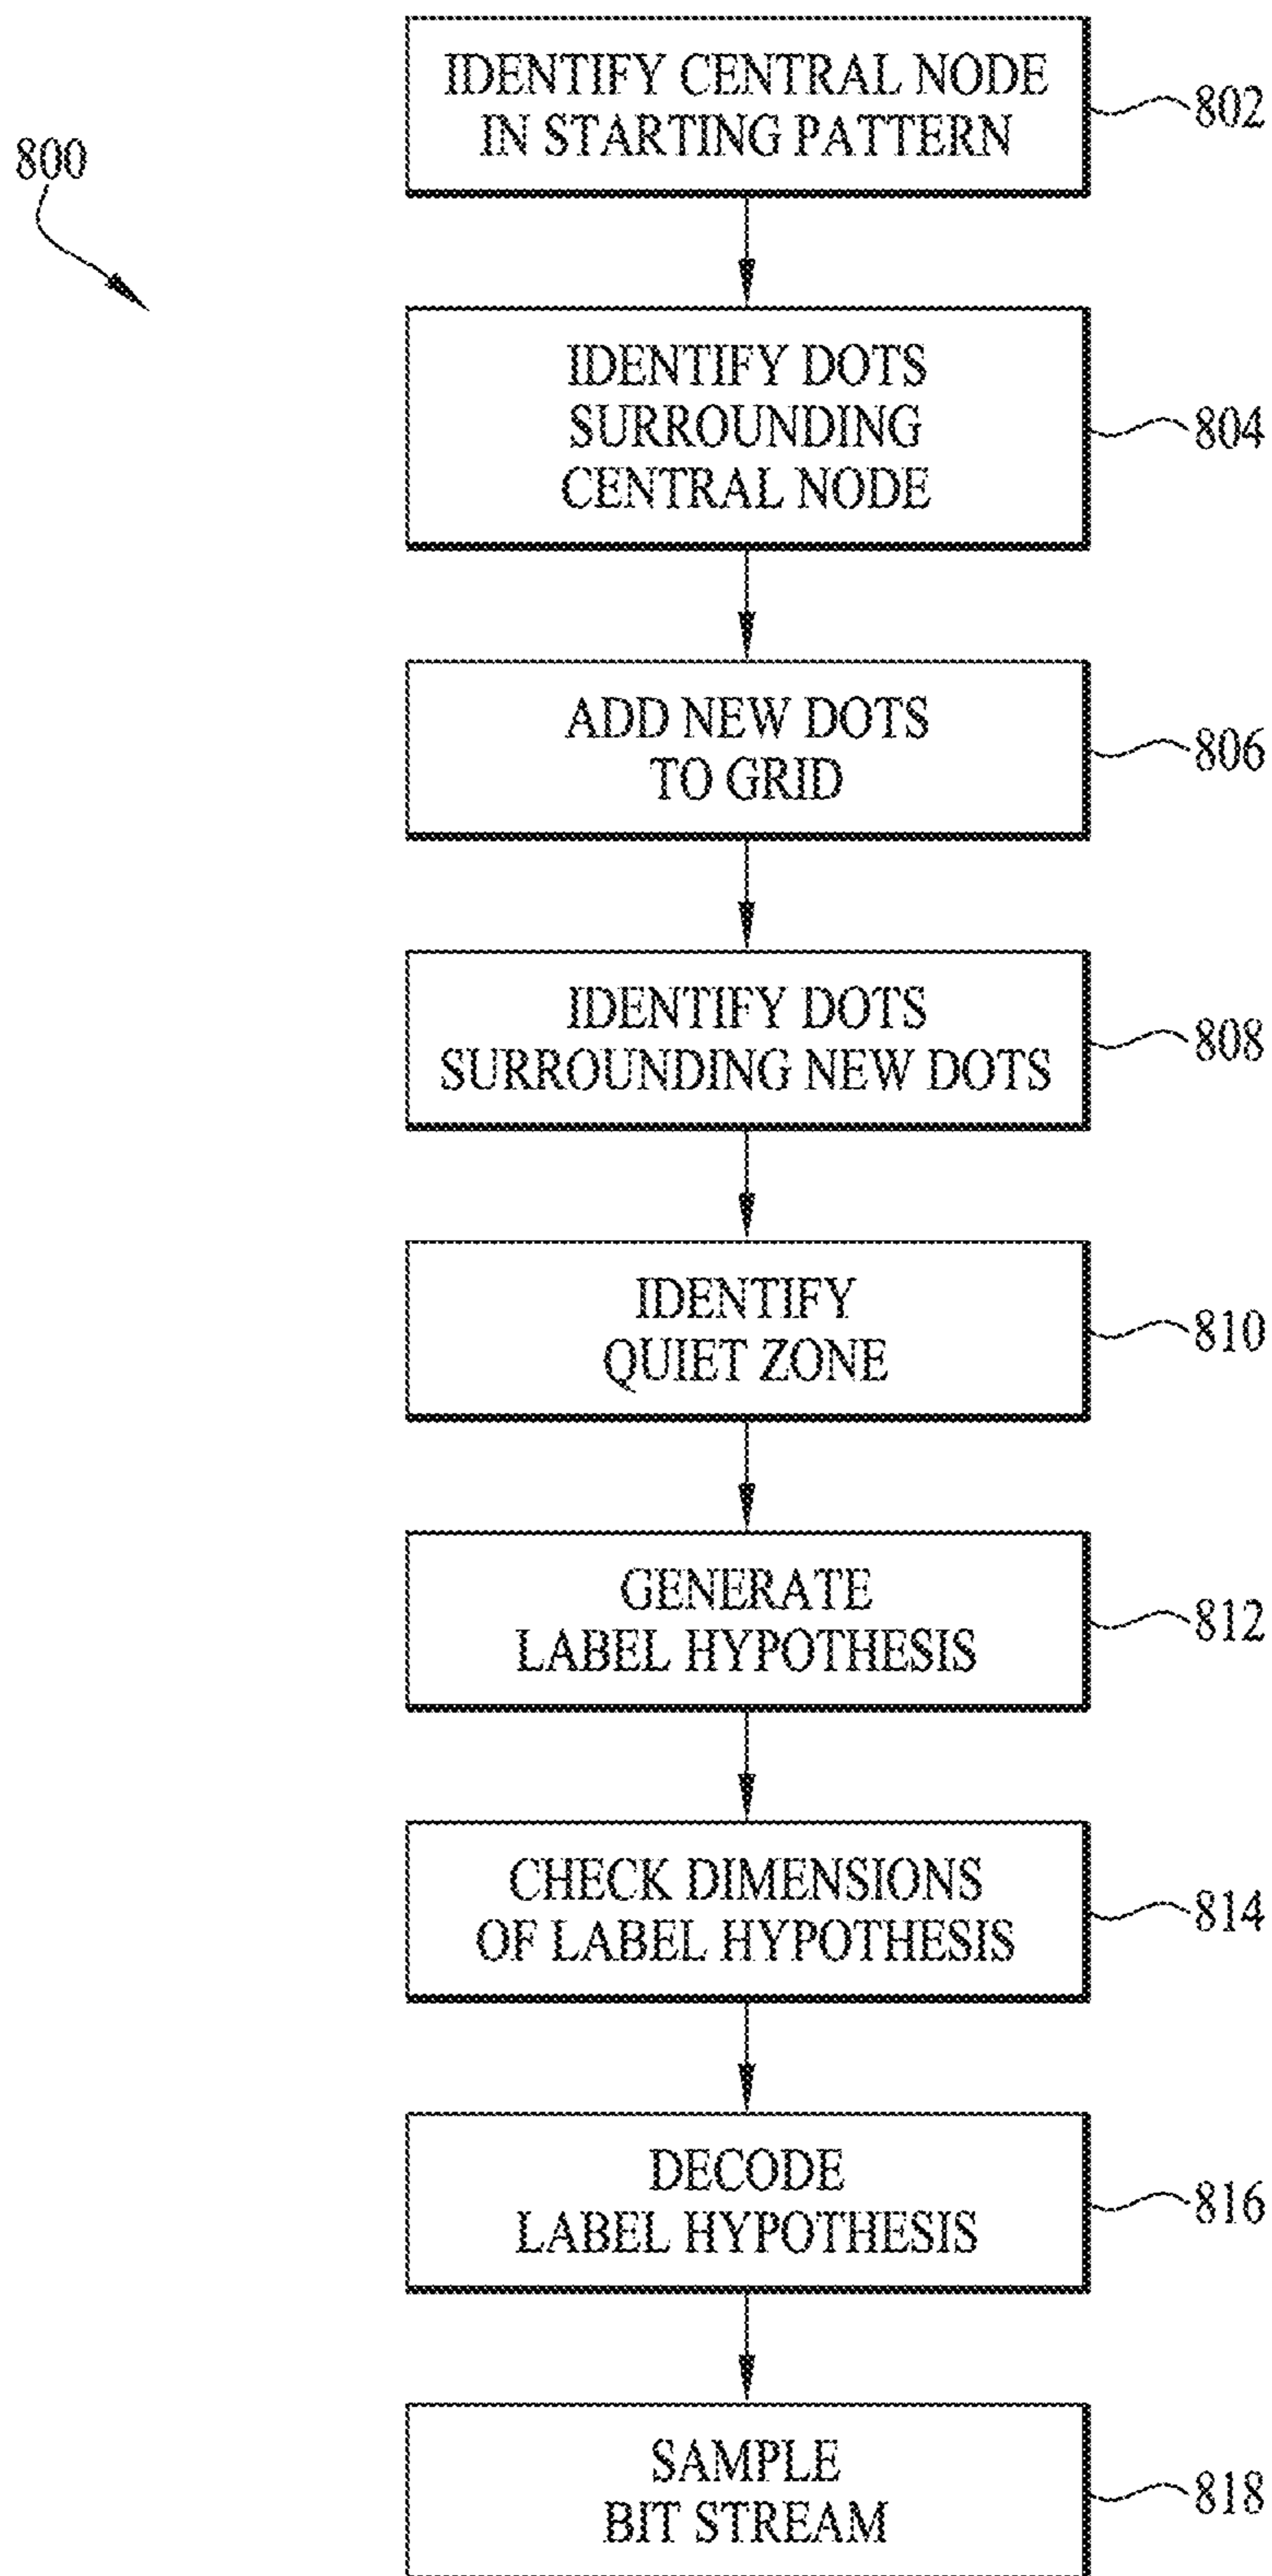 IDENTIFY CENTRAL NODE
IN STARTING PATTERN
802
800
IDENTIFY DOTS
SURROUNDING
CENTRAL NODE
804
ADD NEW DOTS
TO GRID
806
IDENTIFY DOTS
SURROUNDING NEW DOTS
808
IDENTIFY
QUIET ZONE
810
GENERATE
LABEL HYPOTHESIS
812
CHECK DIMENSIONS
OF LABEL HYPOTHESIS
814
DECODE
LABEL HYPOTHESIS
816
SAMPLE
BIT STREAM
818